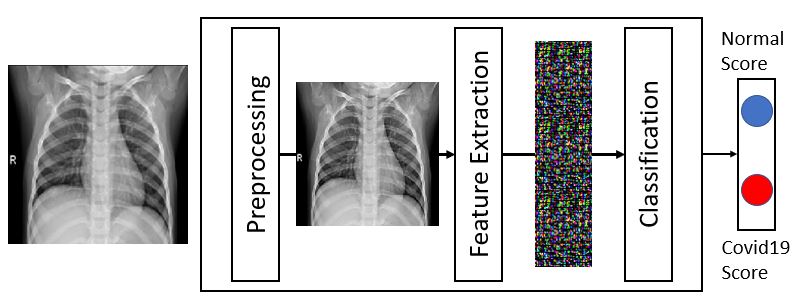 R
Preprocessing
R
Feature Extraction
Classification
Normal
Score
Covid19
Score